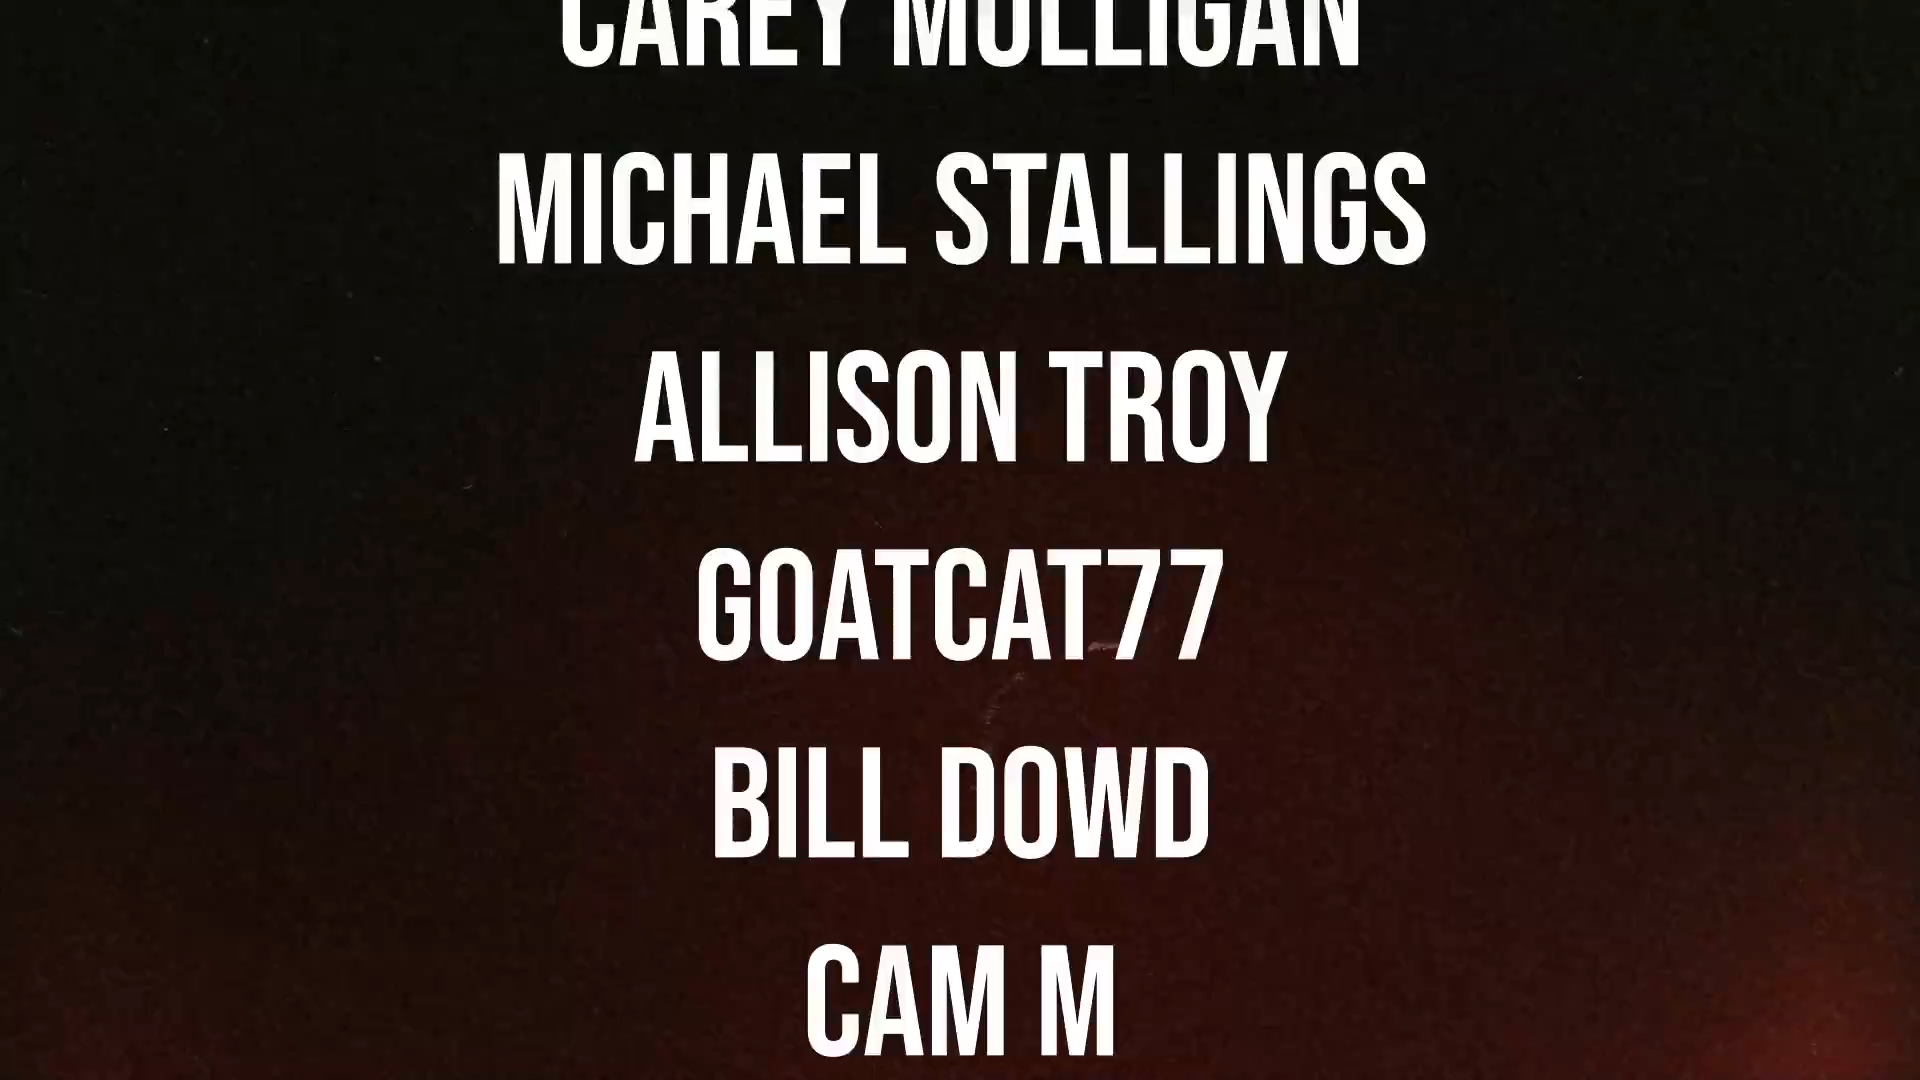 CAREY MULLIGAN
MICHAEL STALLINGS
ALLISON TROY
GOATCAT77
BILL DOWD
CAM M